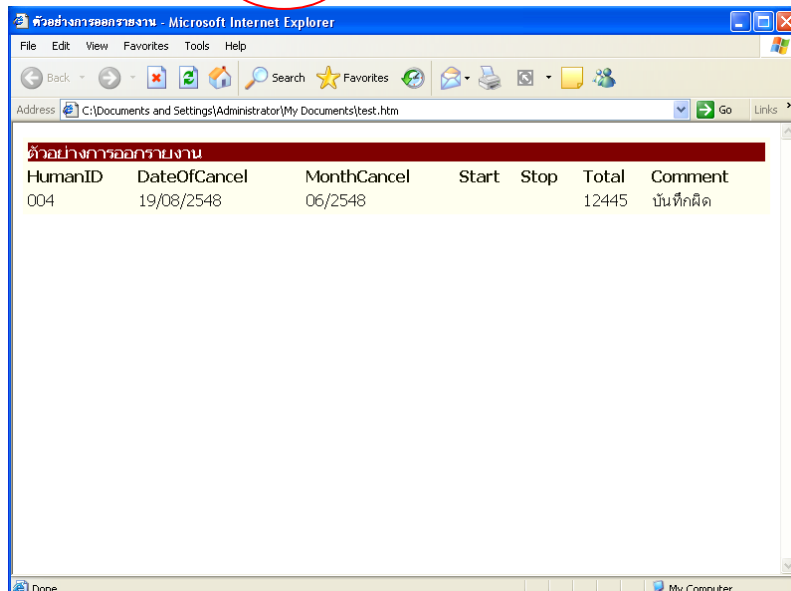 ตัวอย่างการออกรายงาน - Microsoft Internet Explorer
File Edit View Favorites Tools Help
Back Search Favorites
Address C:\Documents and Settings\Administrator\My Documents\test.htm Go Links »
ตัวอย่างการออกรายงาน
HumanID DateOfCancel MonthCancel Start Stop Total Comment
004 19/08/2548 06/2548 12445 บันทึกผิด
Done My Computer